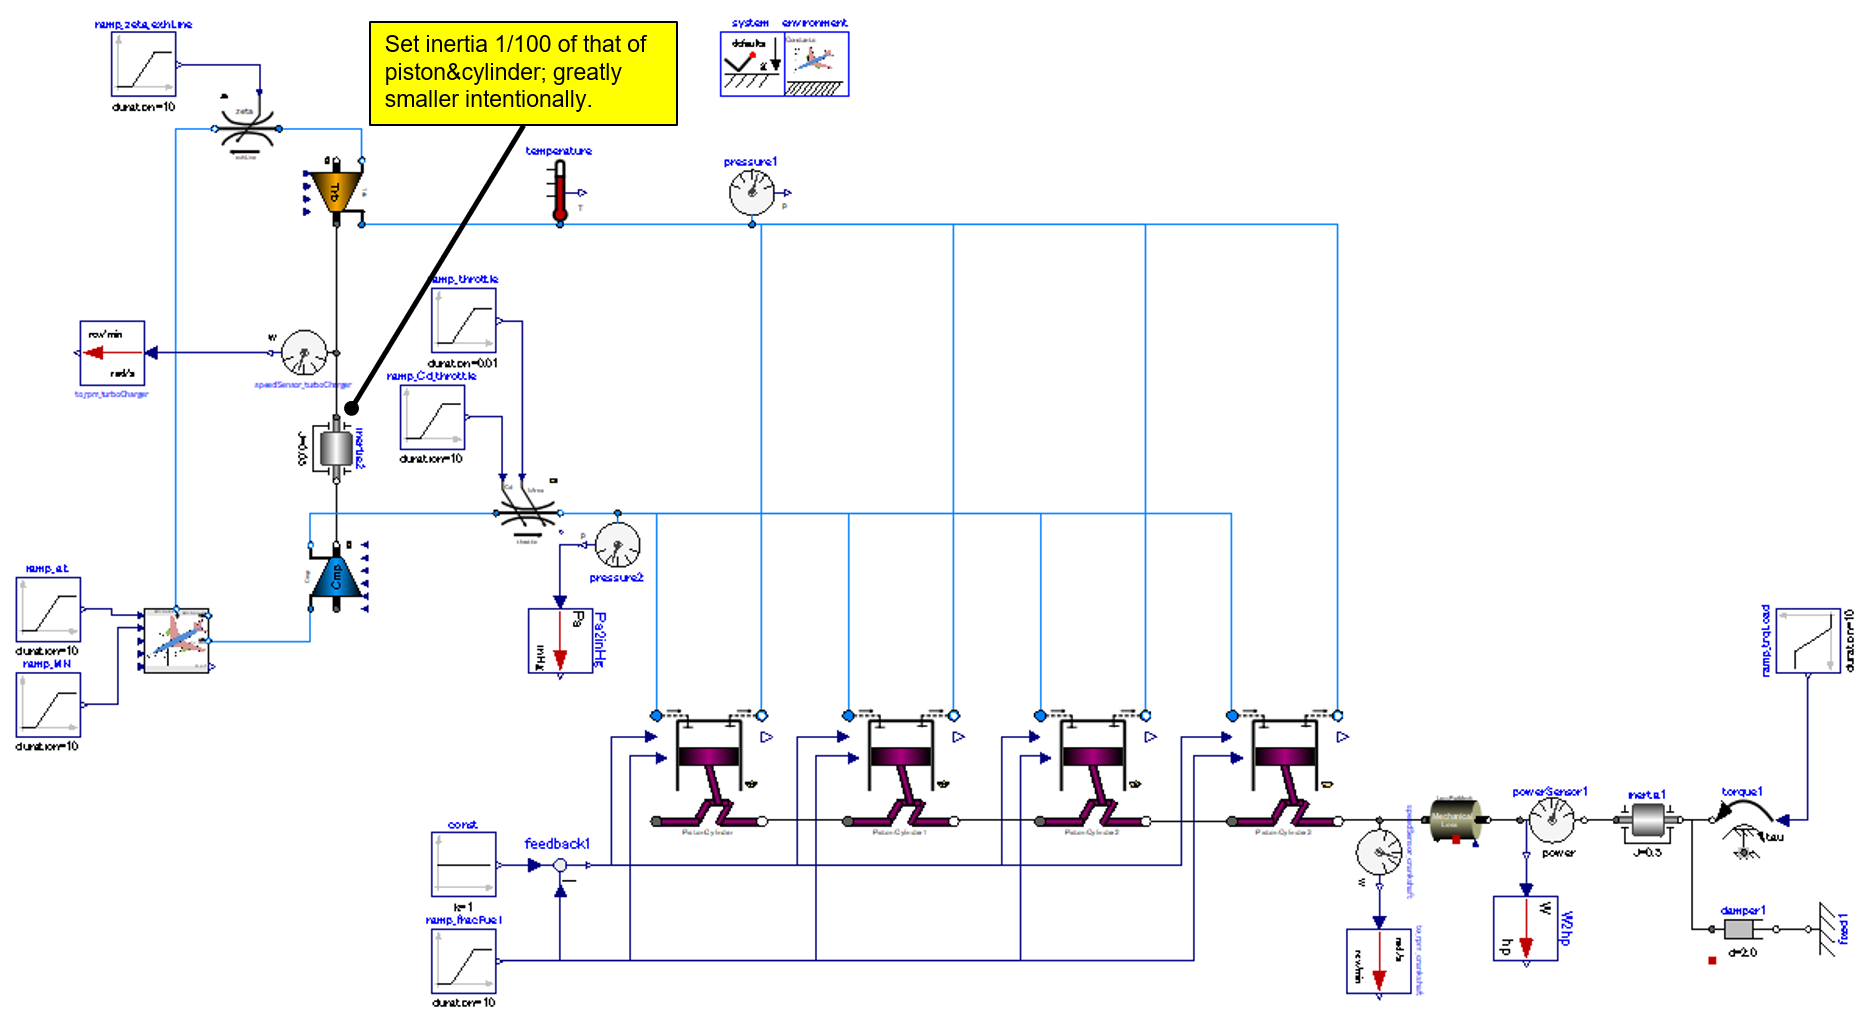 ramp_zeta_exhLine
duration=10
zeta
Set inertia 1/100 of that of
piston&cylinder; greatly
smaller intentionally.
system
environment
defaults
g
Constants
Trb
temperature
T
pressure1
p
ramp_throttle
duration=0.01
ramp_Cd_throttle
duration=10
rev/min
rad/s
to_rpm_turboCharger
w
speedSensor_turboCharger
inertia2
J=0.03
Cd
throttle
Cmp
p
pressure2
Pa
inHg
Pa2inHg
ramp_alt
duration=10
ramp_MN
duration=10
PistonCylinder
PistonCylinder1
PistonCylinder2
PistonCylinder3
const
k=1
feedback1
ramp_fracFuel
duration=10
speedSensor_crankshaft
w
rad/s
rev/min
to_rpm_crankshaft
Mechanical
Loss
powerSensor1
power
W
hp
W2hp
inertia1
J=0.3
torque1
tau
ramp_trqLoad
duration=10
damper1
d=2.0
fixed1